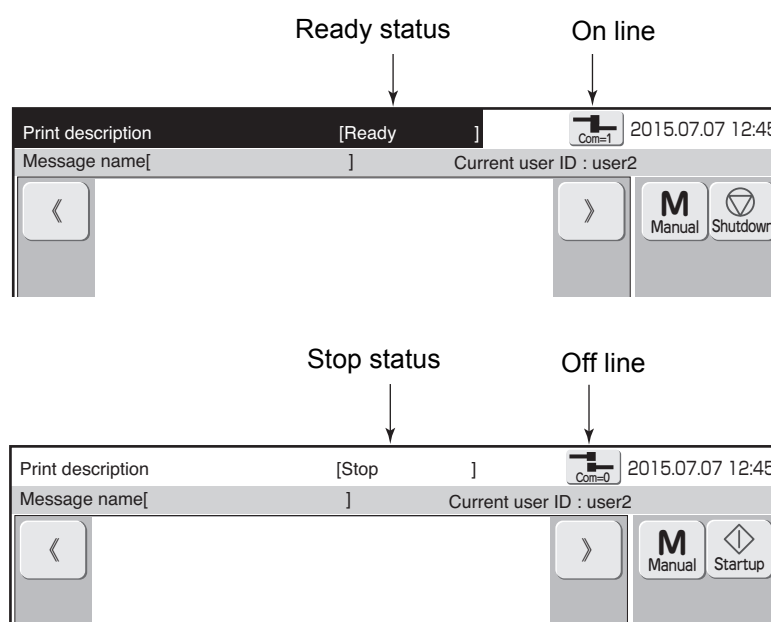 Ready status On line
Print description [Ready ] Com=1 2015.07.07 12:45
Message name[ ] Current user ID : user2
《 》 M Manual Shutdown
Stop status Off line
Print description [Stop ] Com=0 2015.07.07 12:45
Message name[ ] Current user ID : user2
《 》 M Manual Startup